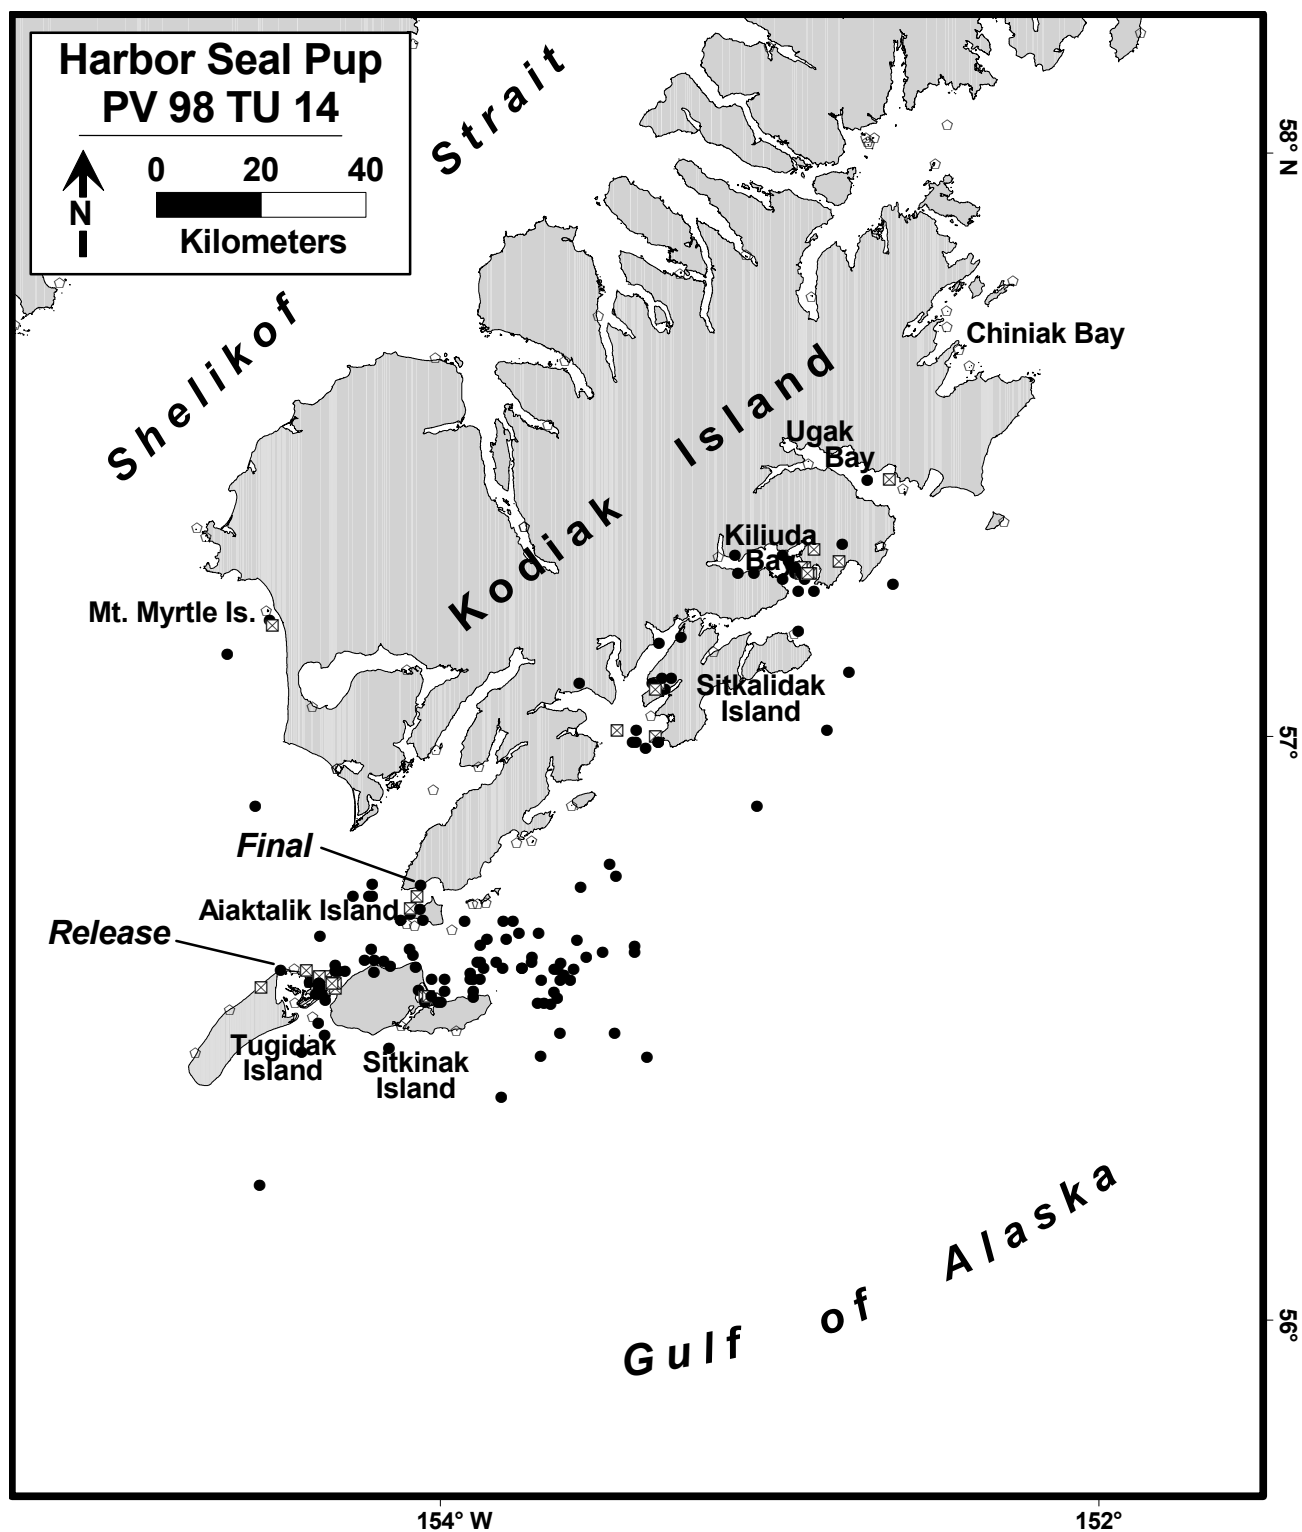 Harbor Seal Pup
PV 98 TU 14
0 20 40
N
Kilometers
Shelikof Strait
58° N
Chiniak Bay
Kodiak Island
Ugak
Bay
Kiliuda
Bay
Mt. Myrtle Is.
Sitkalidak
Island
57°
Final
Aiaktalik Island
Release
Tugidak
Island
Sitkinak
Island
Gulf of Alaska
56°
154° W
152°